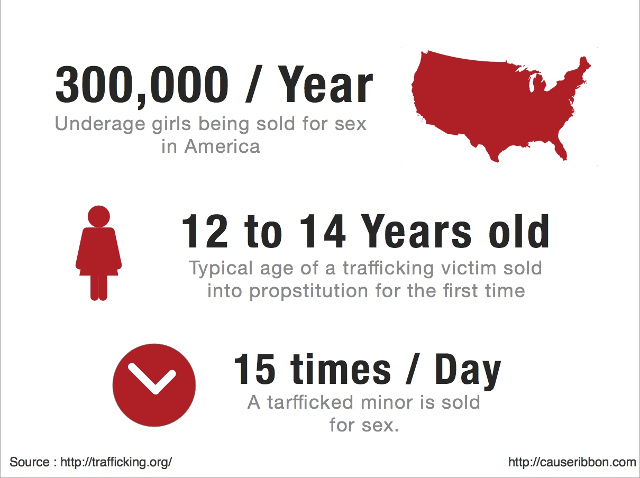 300,000 / Year
Underage girls being sold for sex
in America
12 to 14 Years old
Typical age of a trafficking victim sold
into propstitution for the first time
15 times / Day
A tarfficked minor is sold
for sex.
Source : http://trafficking.org/
http://causeribbon.com/